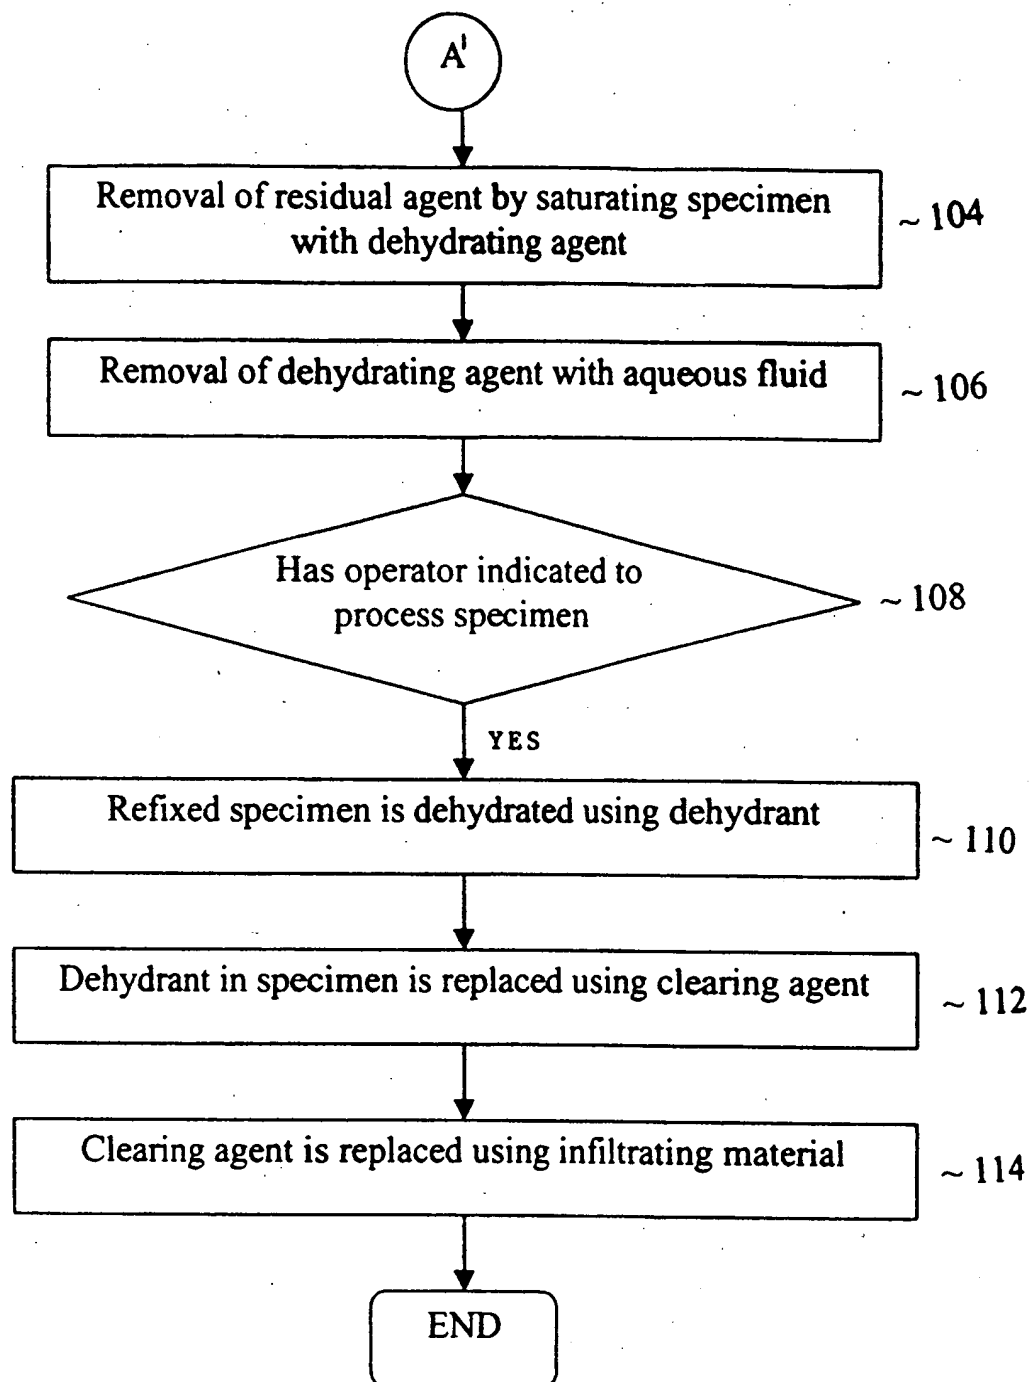 A'
Removal of residual agent by saturating specimen
with dehydrating agent
~ 104
Removal of dehydrating agent with aqueous fluid
~ 106
Has operator indicated to
process specimen
~ 108
YES
Refixed specimen is dehydrated using dehydrant
~ 110
Dehydrant in specimen is replaced using clearing agent
~ 112
Clearing agent is replaced using infiltrating material
~ 114
END